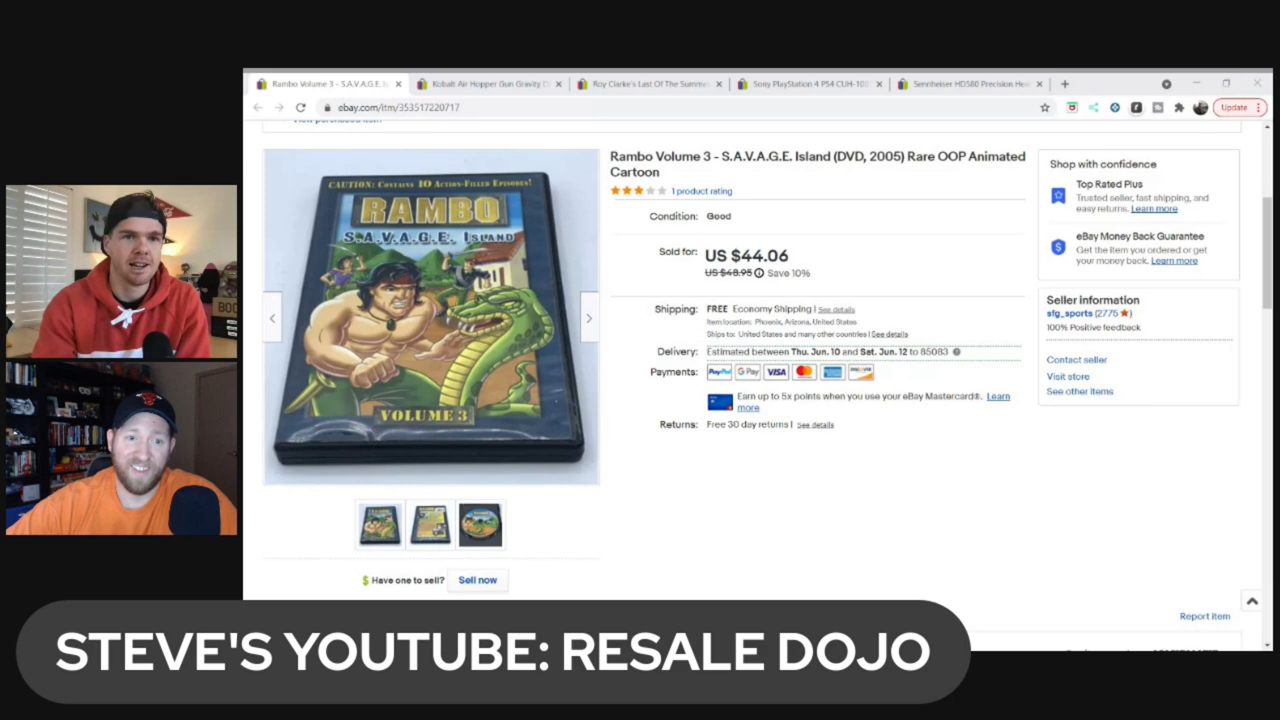 Rambo Volume 3 - S.A.V.A.G.E. Is
Kobalt Air Hopper Gun Gravity D
Roy Clarke's Last Of The Summer
Sony PlayStation 4 PS4 CUH-10
Sennheiser HD580 Precision Hea
ebay.com/itm/353517220717
Update
View purchased item
Rambo Volume 3 - S.A.V.A.G.E. Island (DVD, 2005) Rare OOP Animated
Cartoon
1 product rating
Condition: Good
Sold for: US $44.06
US $48.95 Save 10%
Shipping: FREE Economy Shipping | See details
Item location: Phoenix, Arizona, United States
Ships to: United States and many other countries | See details
Delivery: Estimated between Thu. Jun. 10 and Sat. Jun. 12 to 85083
Payments: PayPal G Pay VISA DISCOVER
Earn up to 5x points when you use your eBay Mastercard®. Learn
more
Returns: Free 30 day returns | See details
Shop with confidence
Top Rated Plus
Trusted seller, fast shipping, and
easy returns. Learn more
eBay Money Back Guarantee
Get the item you ordered or get
your money back. Learn more
Seller information
sfg_sports (2775)
100% Positive feedback
Contact seller
Visit store
See other items
CAUTION: CONTAINS 10 ACTION-FILLED EPISODES!
RAMBO
S.A.V.A.G.E. ISLAND
VOLUME 3
$ Have one to sell? Sell now
Report item
BOO
STEVE'S YOUTUBE: RESALE DOJO